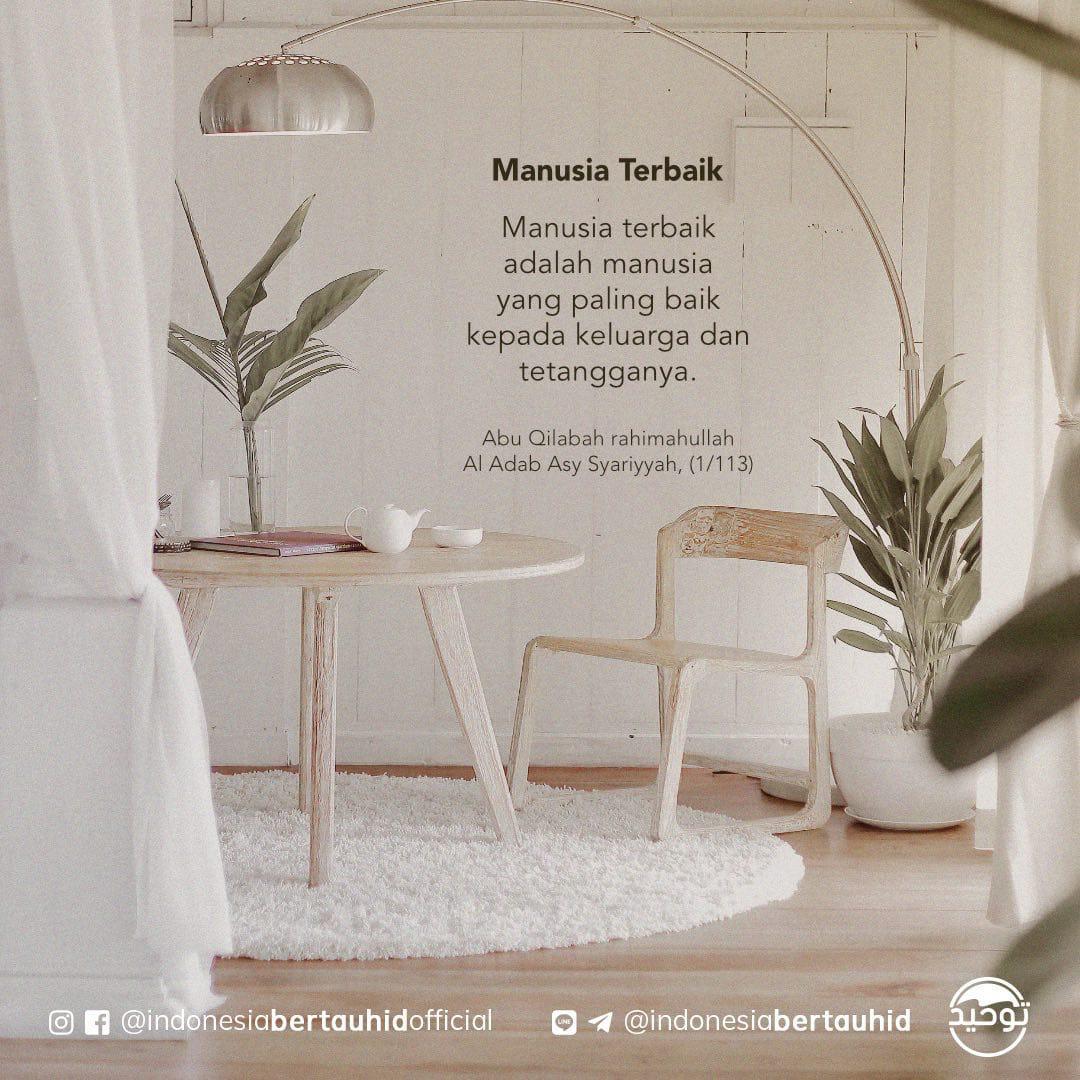 Manusia Terbaik
Manusia terbaik
adalah manusia
yang paling baik
kepada keluarga dan
tetangganya.
Abu Qilabah rahimahullah
Al Adab Asy Syariyyah, (1/113)
@indonesiabertauhidofficial
LINE
@indonesiabertauhid
توحيد